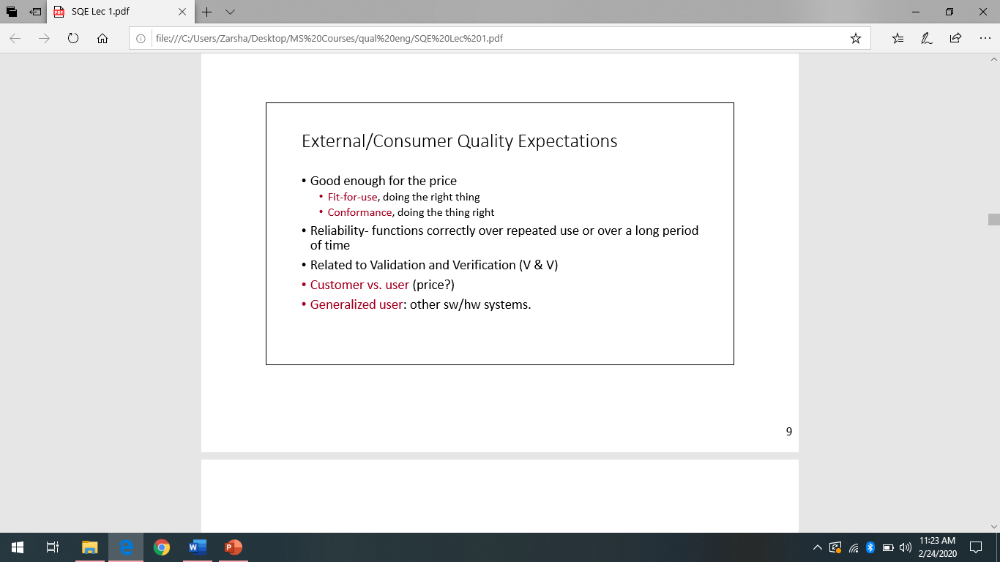 SQE Lec 1.pdf
file:///C:/Users/Zarsha/Desktop/MS%20Courses/qual%20eng/SQE%20Lec%201.pdf
External/Consumer Quality Expectations
• Good enough for the price
• Fit-for-use, doing the right thing
• Conformance, doing the thing right
• Reliability- functions correctly over repeated use or over a long period
of time
• Related to Validation and Verification (V & V)
• Customer vs. user (price?)
• Generalized user: other sw/hw systems.
9
11:23 AM
2/24/2020